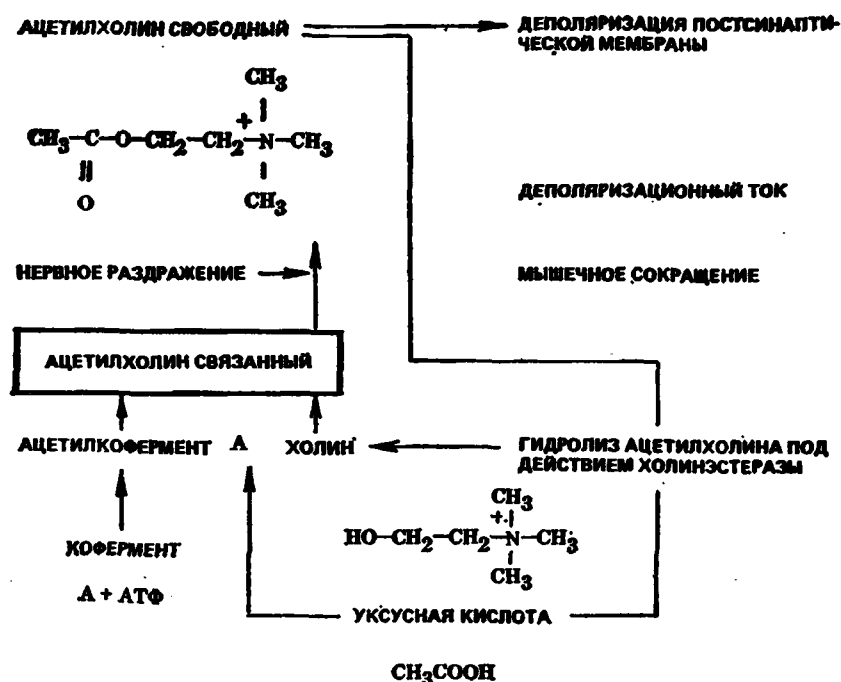 АЦЕТИЛХОЛИН СВОБОДНЫЙ
ДЕПОЛЯРИЗАЦИЯ ПОСТСИНАПТИ-
ЧЕСКОЙ МЕМБРАНЫ
CH₃
+
CH₃–C–O–CH₂–CH₂–N–CH₃
O
CH₃
ДЕПОЛЯРИЗАЦИОННЫЙ ТОК
НЕРВНОЕ РАЗДРАЖЕНИЕ
МЫШЕЧНОЕ СОКРАЩЕНИЕ
АЦЕТИЛХОЛИН СВЯЗАННЫЙ
АЦЕТИЛКОФЕРМЕНТ А
ХОЛИН
ГИДРОЛИЗ АЦЕТИЛХОЛИНА ПОД
ДЕЙСТВИЕМ ХОЛИНЭСТЕРАЗЫ
CH₃
+
HO–CH₂–CH₂–N–CH₃
CH₃
КОФЕРМЕНТ
А + АТФ
УКСУСНАЯ КИСЛОТА
CH₃COOH